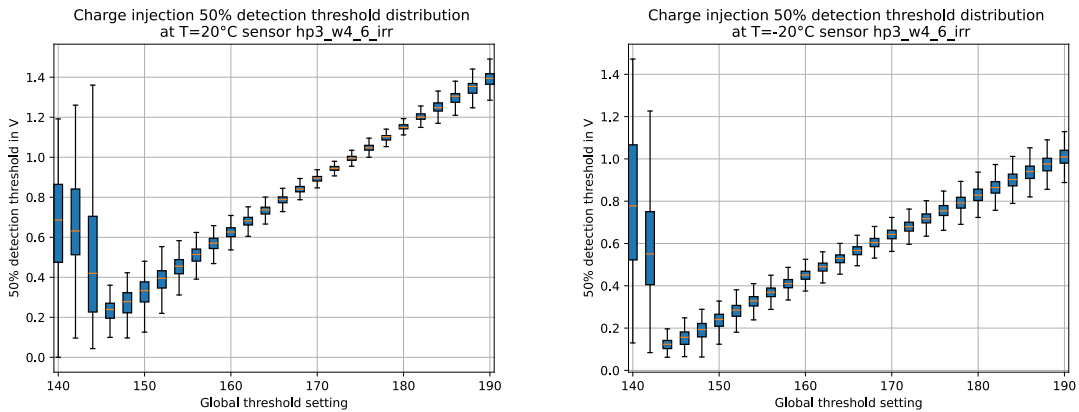 Charge injection 50% detection threshold distribution
at T=20°C sensor hp3_w4_6_irr
50% detection threshold in V
1.4
1.2
1.0
0.8
0.6
0.4
0.2
0.0
140 150 160 170 180 190
Global threshold setting
Charge injection 50% detection threshold distribution
at T=-20°C sensor hp3_w4_6_irr
50% detection threshold in V
1.4
1.2
1.0
0.8
0.6
0.4
0.2
0.0
140 150 160 170 180 190
Global threshold setting